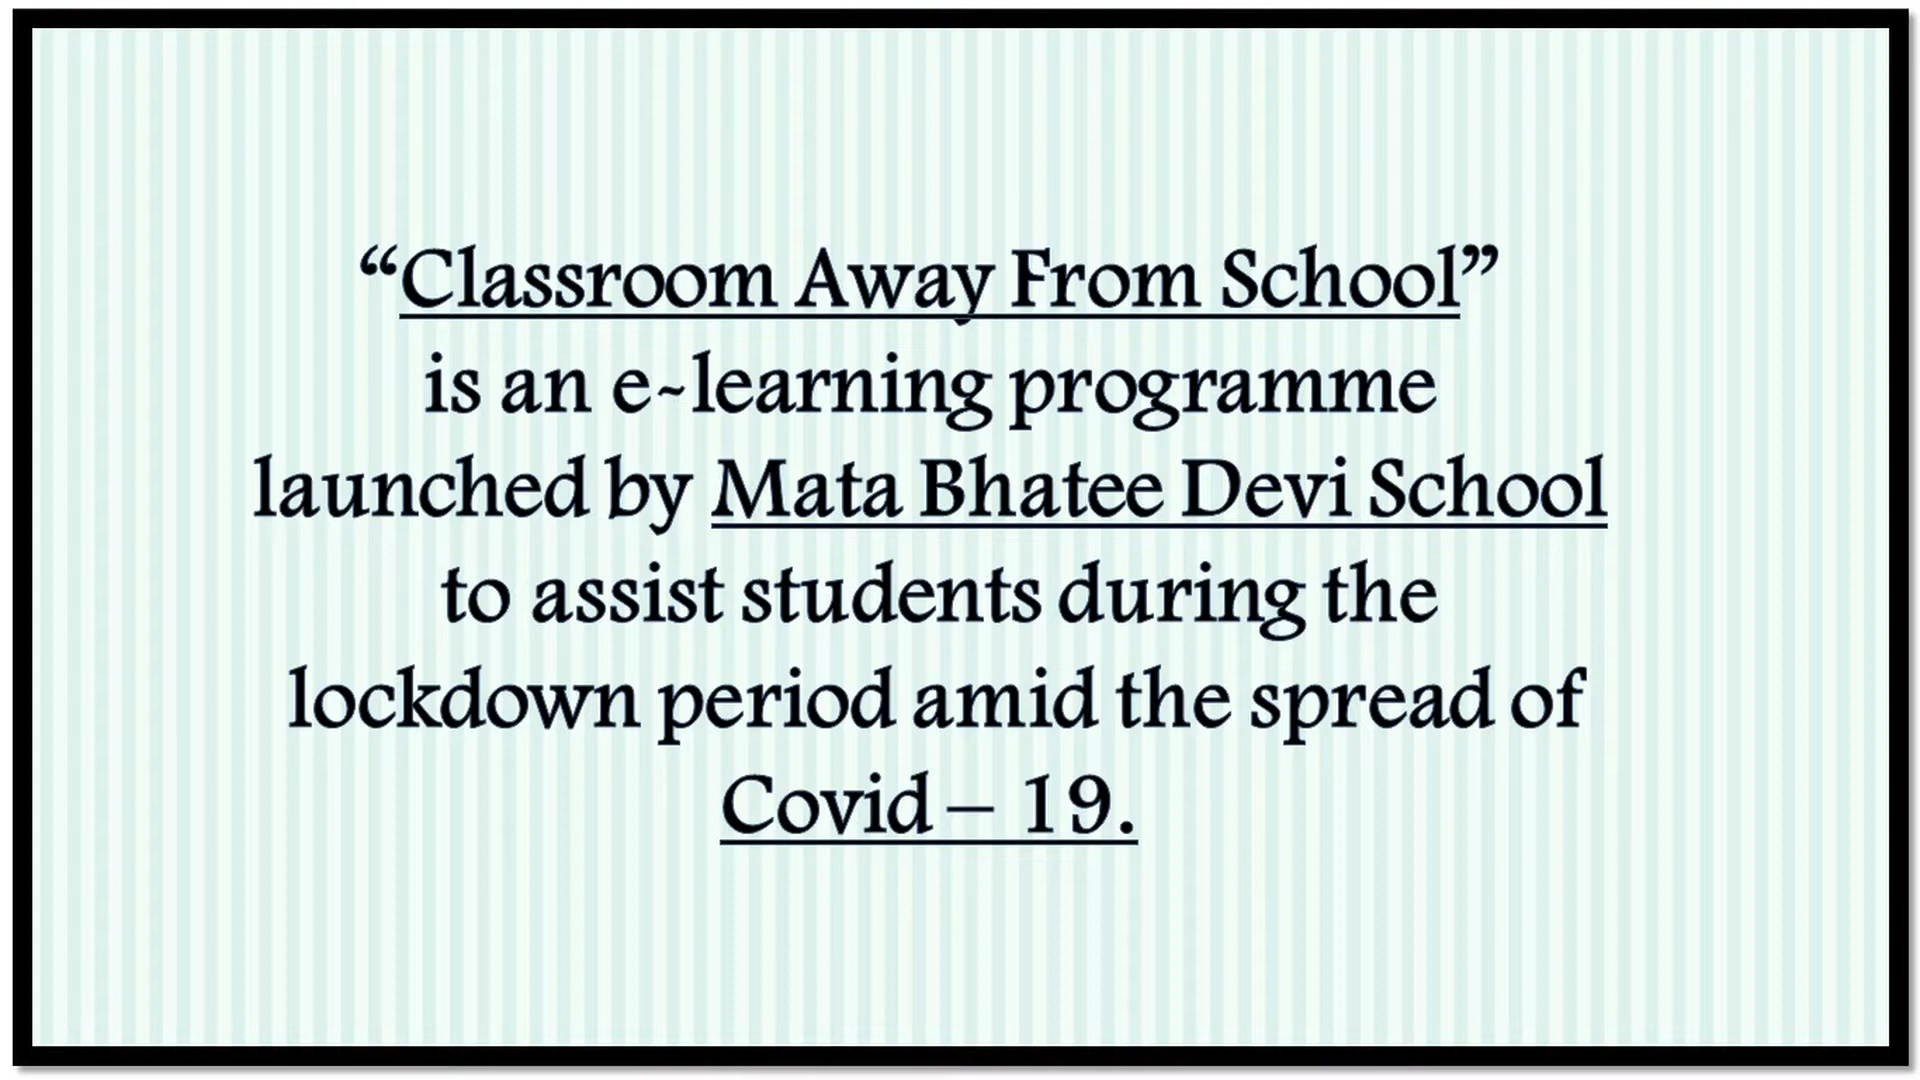 “Classroom Away From School”
is an e-learning programme
launched by Mata Bhatee Devi School
to assist students during the
lockdown period amid the spread of
Covid – 19.